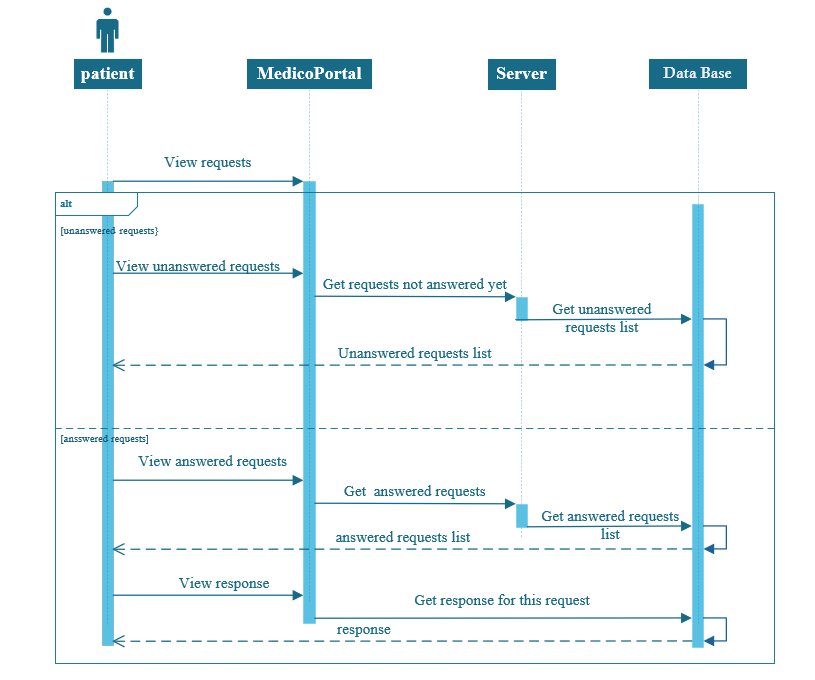 patient
MedicoPortal
Server
Data Base
View requests
alt
[unanswered requests}
View unanswered requests
Get requests not answered yet
Get unanswered
requests list
Unanswered requests list
[ansswered requests]
View answered requests
Get  answered requests
Get answered requests
list
answered requests list
View response
Get response for this request
response